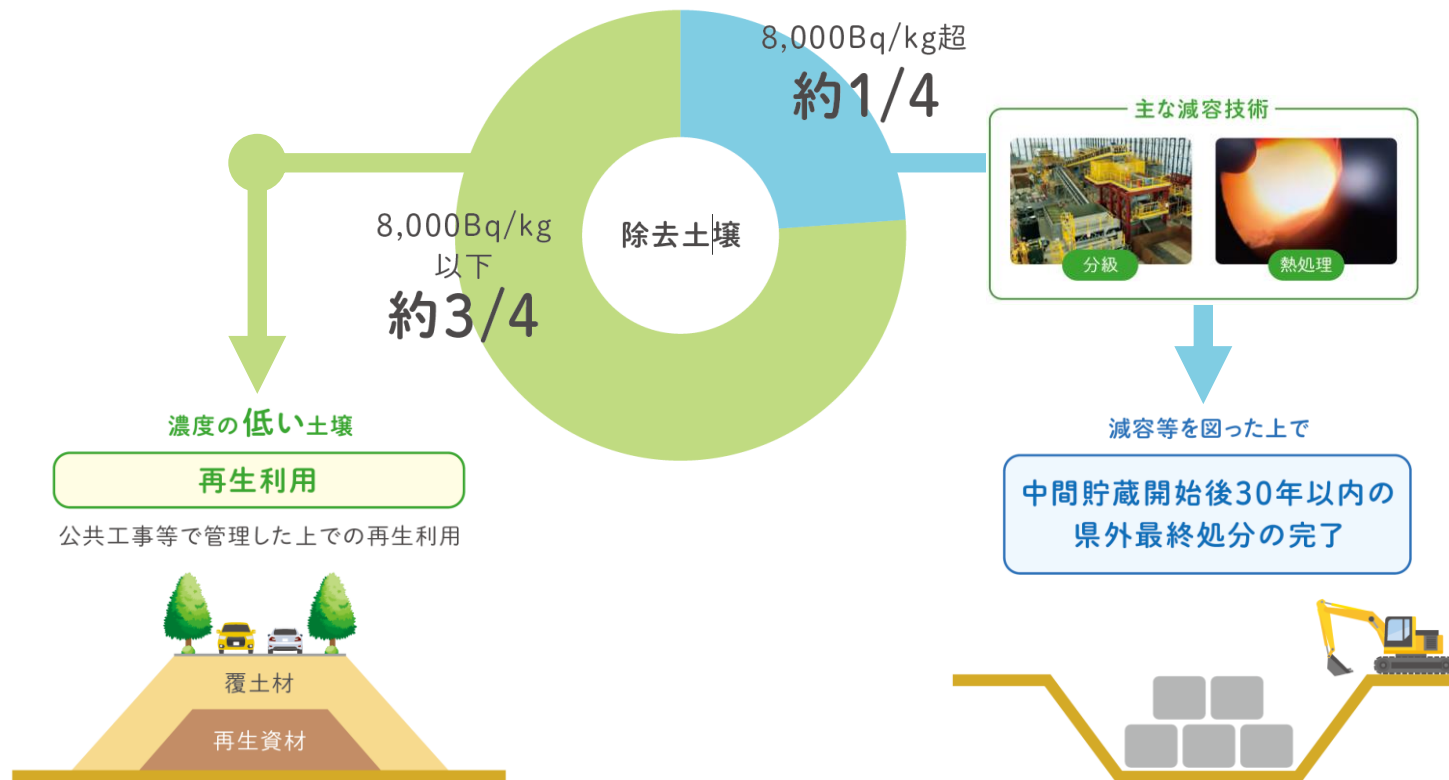 8,000Bq/kg超
約1/4
主な減容技術
分級
熱処理
除去土壌
8,000Bq/kg
以下
約3/4
濃度の低い土壌
再生利用
公共工事等で管理した上での再生利用
覆土材
再生資材
減容等を図った上で
中間貯蔵開始後30年以内の
県外最終処分の完了